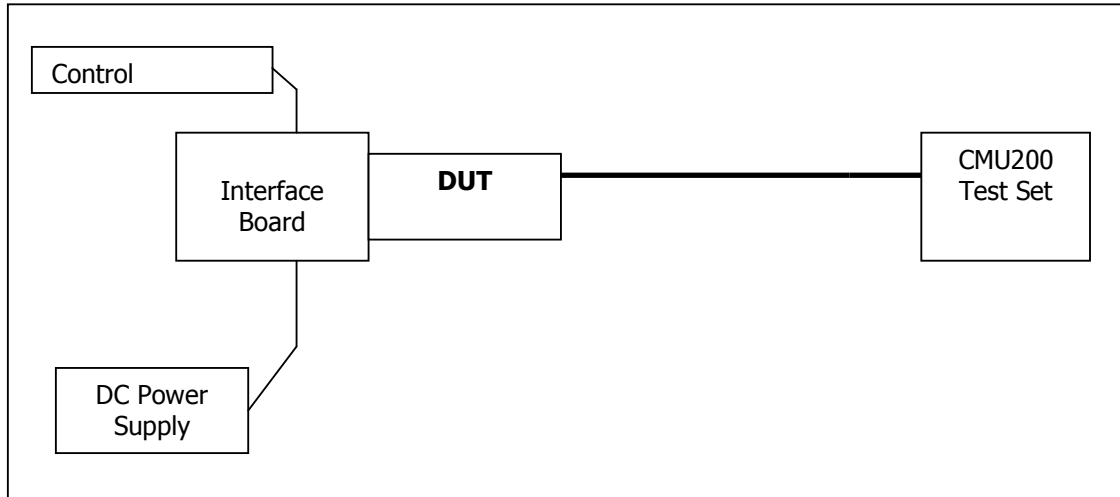 Control
Interface
Board
DUT
CMU200
Test Set
DC Power
Supply